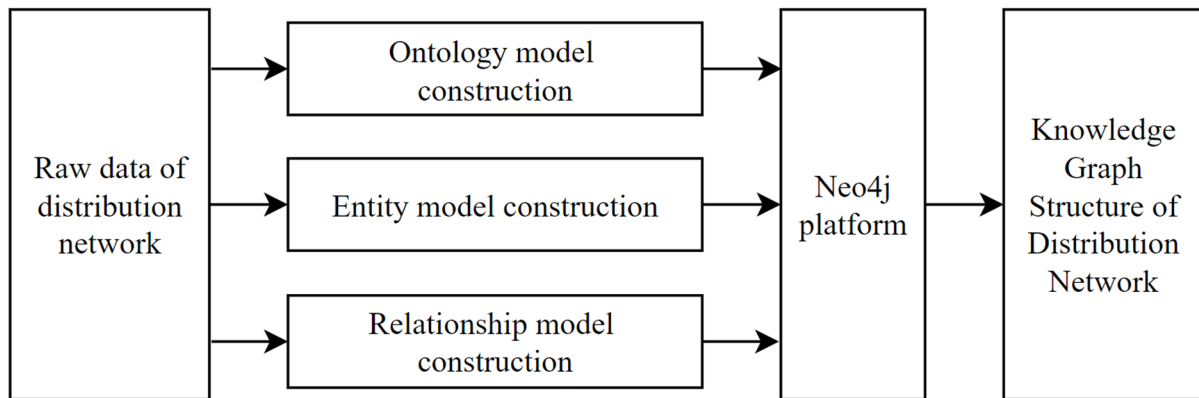 Raw data of
distribution
network
Ontology model
construction
Entity model construction
Relationship model
construction
Neo4j
platform
Knowledge
Graph
Structure of
Distribution
Network